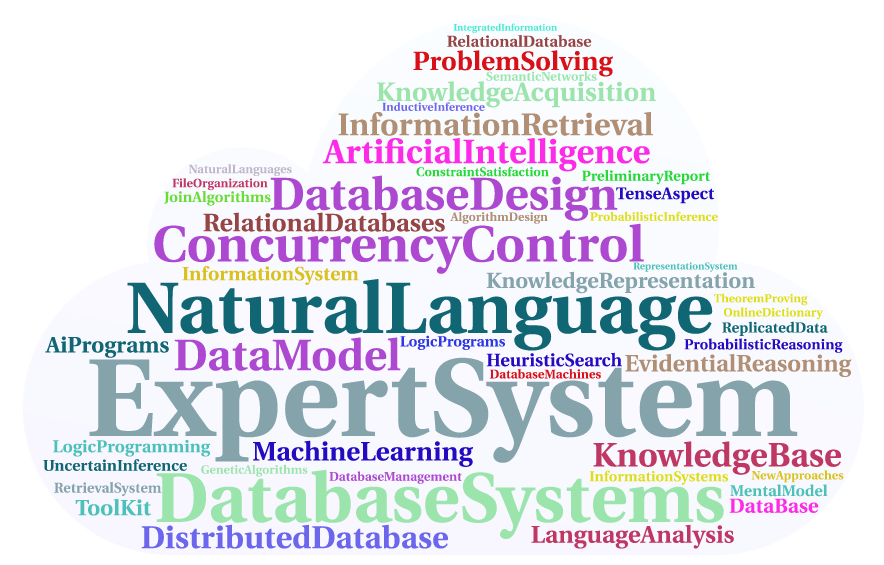 IntegratedInformation
RelationalDatabase
ProblemSolving
SemanticNetworks
KnowledgeAcquisition
InductiveInference
InformationRetrieval
ArtificialIntelligence
NaturalLanguages
ConstraintSatisfaction
PreliminaryReport
FileOrganization
DatabaseDesign
TenseAspect
JoinAlgorithms
RelationalDatabases
AlgorithmDesign
ProbabilisticInference
ConcurrencyControl
InformationSystem
RepresentationSystem
KnowledgeRepresentation
NaturalLanguage
TheoremProving
OnlineDictionary
ReplicatedData
AiPrograms
DataModel
LogicPrograms
ProbabilisticReasoning
HeuristicSearch
EvidentialReasoning
DatabaseMachines
ExpertSystem
LogicProgramming
MachineLearning
KnowledgeBase
UncertainInference
GeneticAlgorithms
DatabaseManagement
InformationSystems
NewApproaches
RetrievalSystem
DatabaseSystems
MentalModel
ToolKit
DataBase
DistributedDatabase
LanguageAnalysis